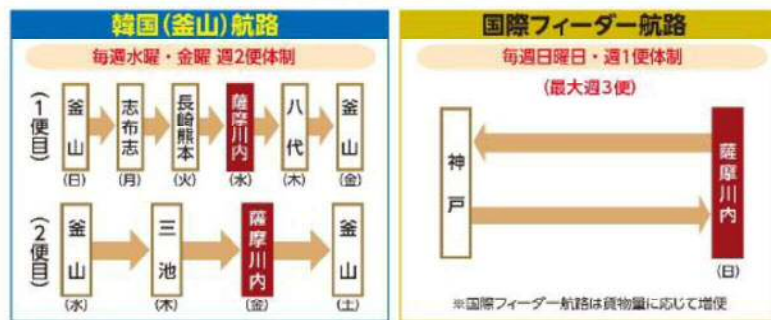 韓国(釜山)航路
毎週水曜・金曜 週2便体制
(1便目)
釜山
志布志
長崎熊本
薩摩川内
八代
釜山
(日)
(月)
(火)
(水)
(木)
(金)
(2便目)
釜山
三池
薩摩川内
釜山
(水)
(木)
(金)
(土)
国際フィーダー航路
毎週日曜日・週1便体制
(最大週3便)
神戸
薩摩川内
(日)
※国際フィーダー航路は貨物量に応じて増便